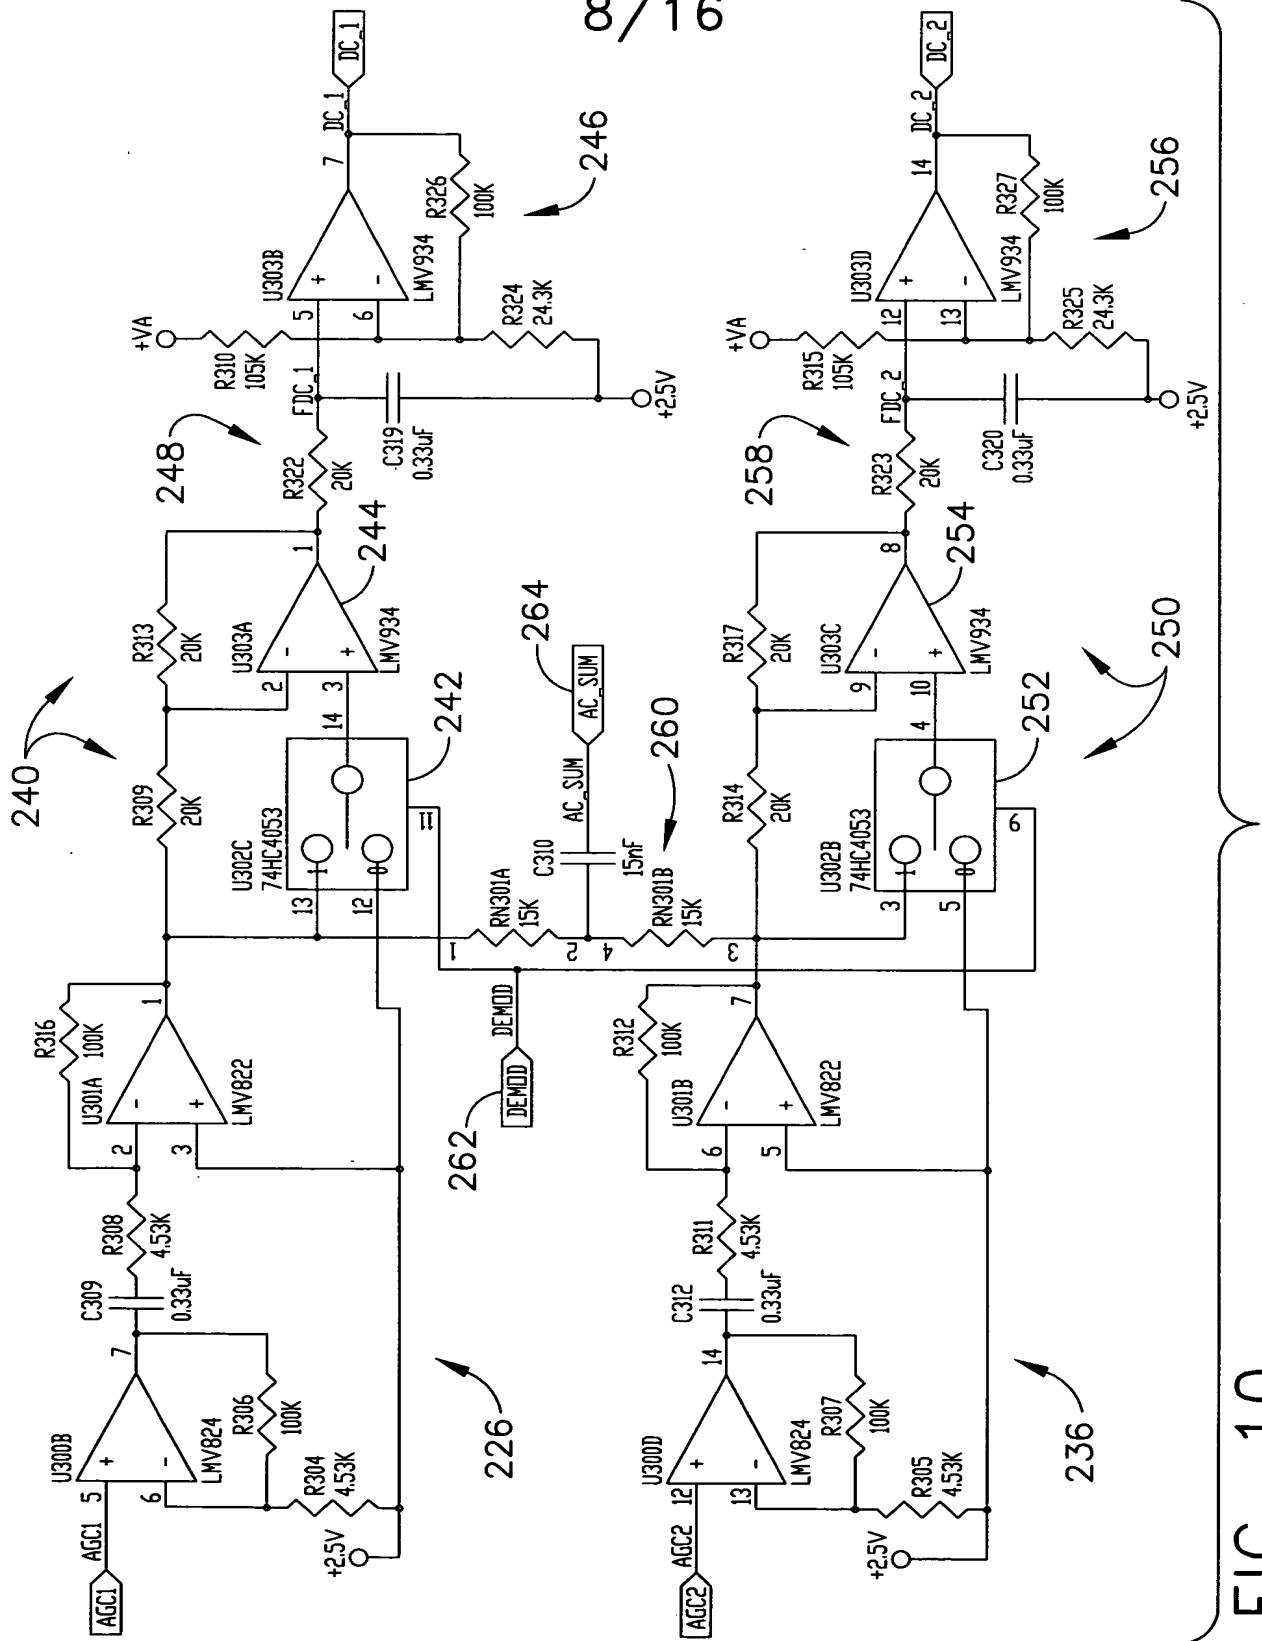 8/16
AGC1
AGC1
5
6
U300B
+
-
LMV824
7
R306
100K
R304
4.53K
+2.5V
226
C309
0.33uF
R308
4.53K
2
3
U301A
-
+
LMV822
1
R316
100K
240
R309
20K
R313
20K
U302C
74HC4053
13
12
1
0
14
11
242
2
3
U303A
-
+
LMV934
1
244
248
R322
20K
FDC_1
C319
0.33uF
+2.5V
+VA
R310
105K
5
6
U303B
+
-
LMV934
7
R326
100K
R324
24.3K
246
DC_1
DC_1
262
DEMOD
DEMOD
1
RN301A
15K
2
4
RN301B
15K
3
260
C310
15nF
AC_SUM
AC_SUM
264
AGC2
AGC2
12
13
U300D
+
-
LMV824
14
R307
100K
R305
4.53K
+2.5V
236
C312
0.33uF
R311
4.53K
6
5
U301B
-
+
LMV822
7
R312
100K
R314
20K
R317
20K
U302B
74HC4053
3
5
1
0
4
9
252
250
9
10
U303C
-
+
LMV934
8
254
258
R323
20K
FDC_2
C320
0.33uF
+2.5V
+VA
R315
105K
12
13
U303D
+
-
LMV934
14
R327
100K
R325
24.3K
256
DC_2
DC_2
FIG. 10